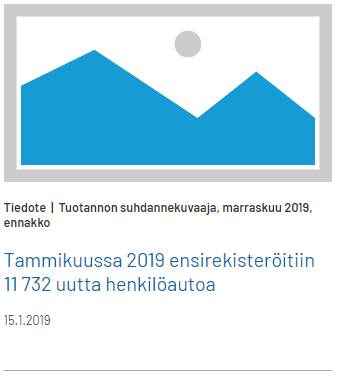 Tiedote | Tuotannon suhdannekuvaaja, marraskuu 2019,
ennakko
Tammikuussa 2019 ensirekisteröitiin
11 732 uutta henkilöautoa
15.1.2019